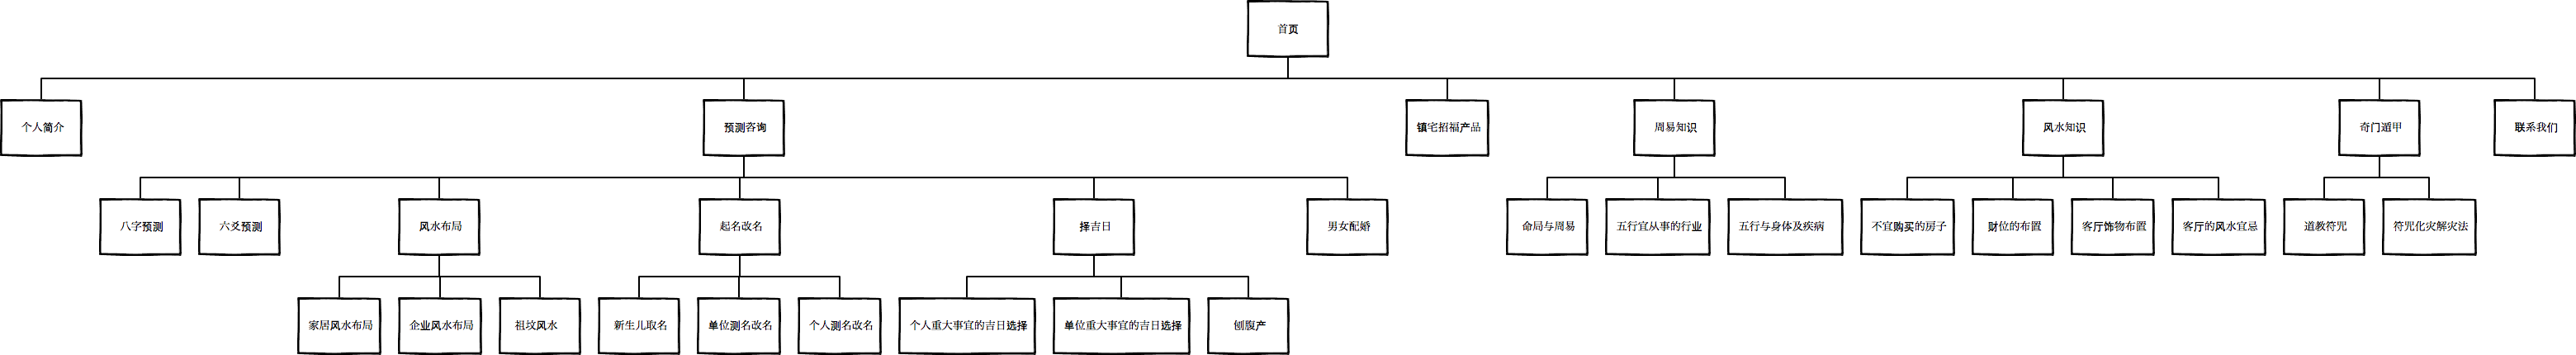 首页
个人简介
预测咨询
镇宅招福产品
周易知识
风水知识
奇门遁甲
联系我们
八字预测
六爻预测
风水布局
起名改名
择吉日
男女配婚
命局与周易
五行宜从事的行业
五行与身体及疾病
不宜购买的房子
财位的布置
客厅饰物布置
客厅的风水宜忌
道教符咒
符咒化灾解灾法
家居风水布局
企业风水布局
祖坟风水
新生儿取名
单位测名改名
个人测名改名
个人重大事宜的吉日选择
单位重大事宜的吉日选择
刨腹产